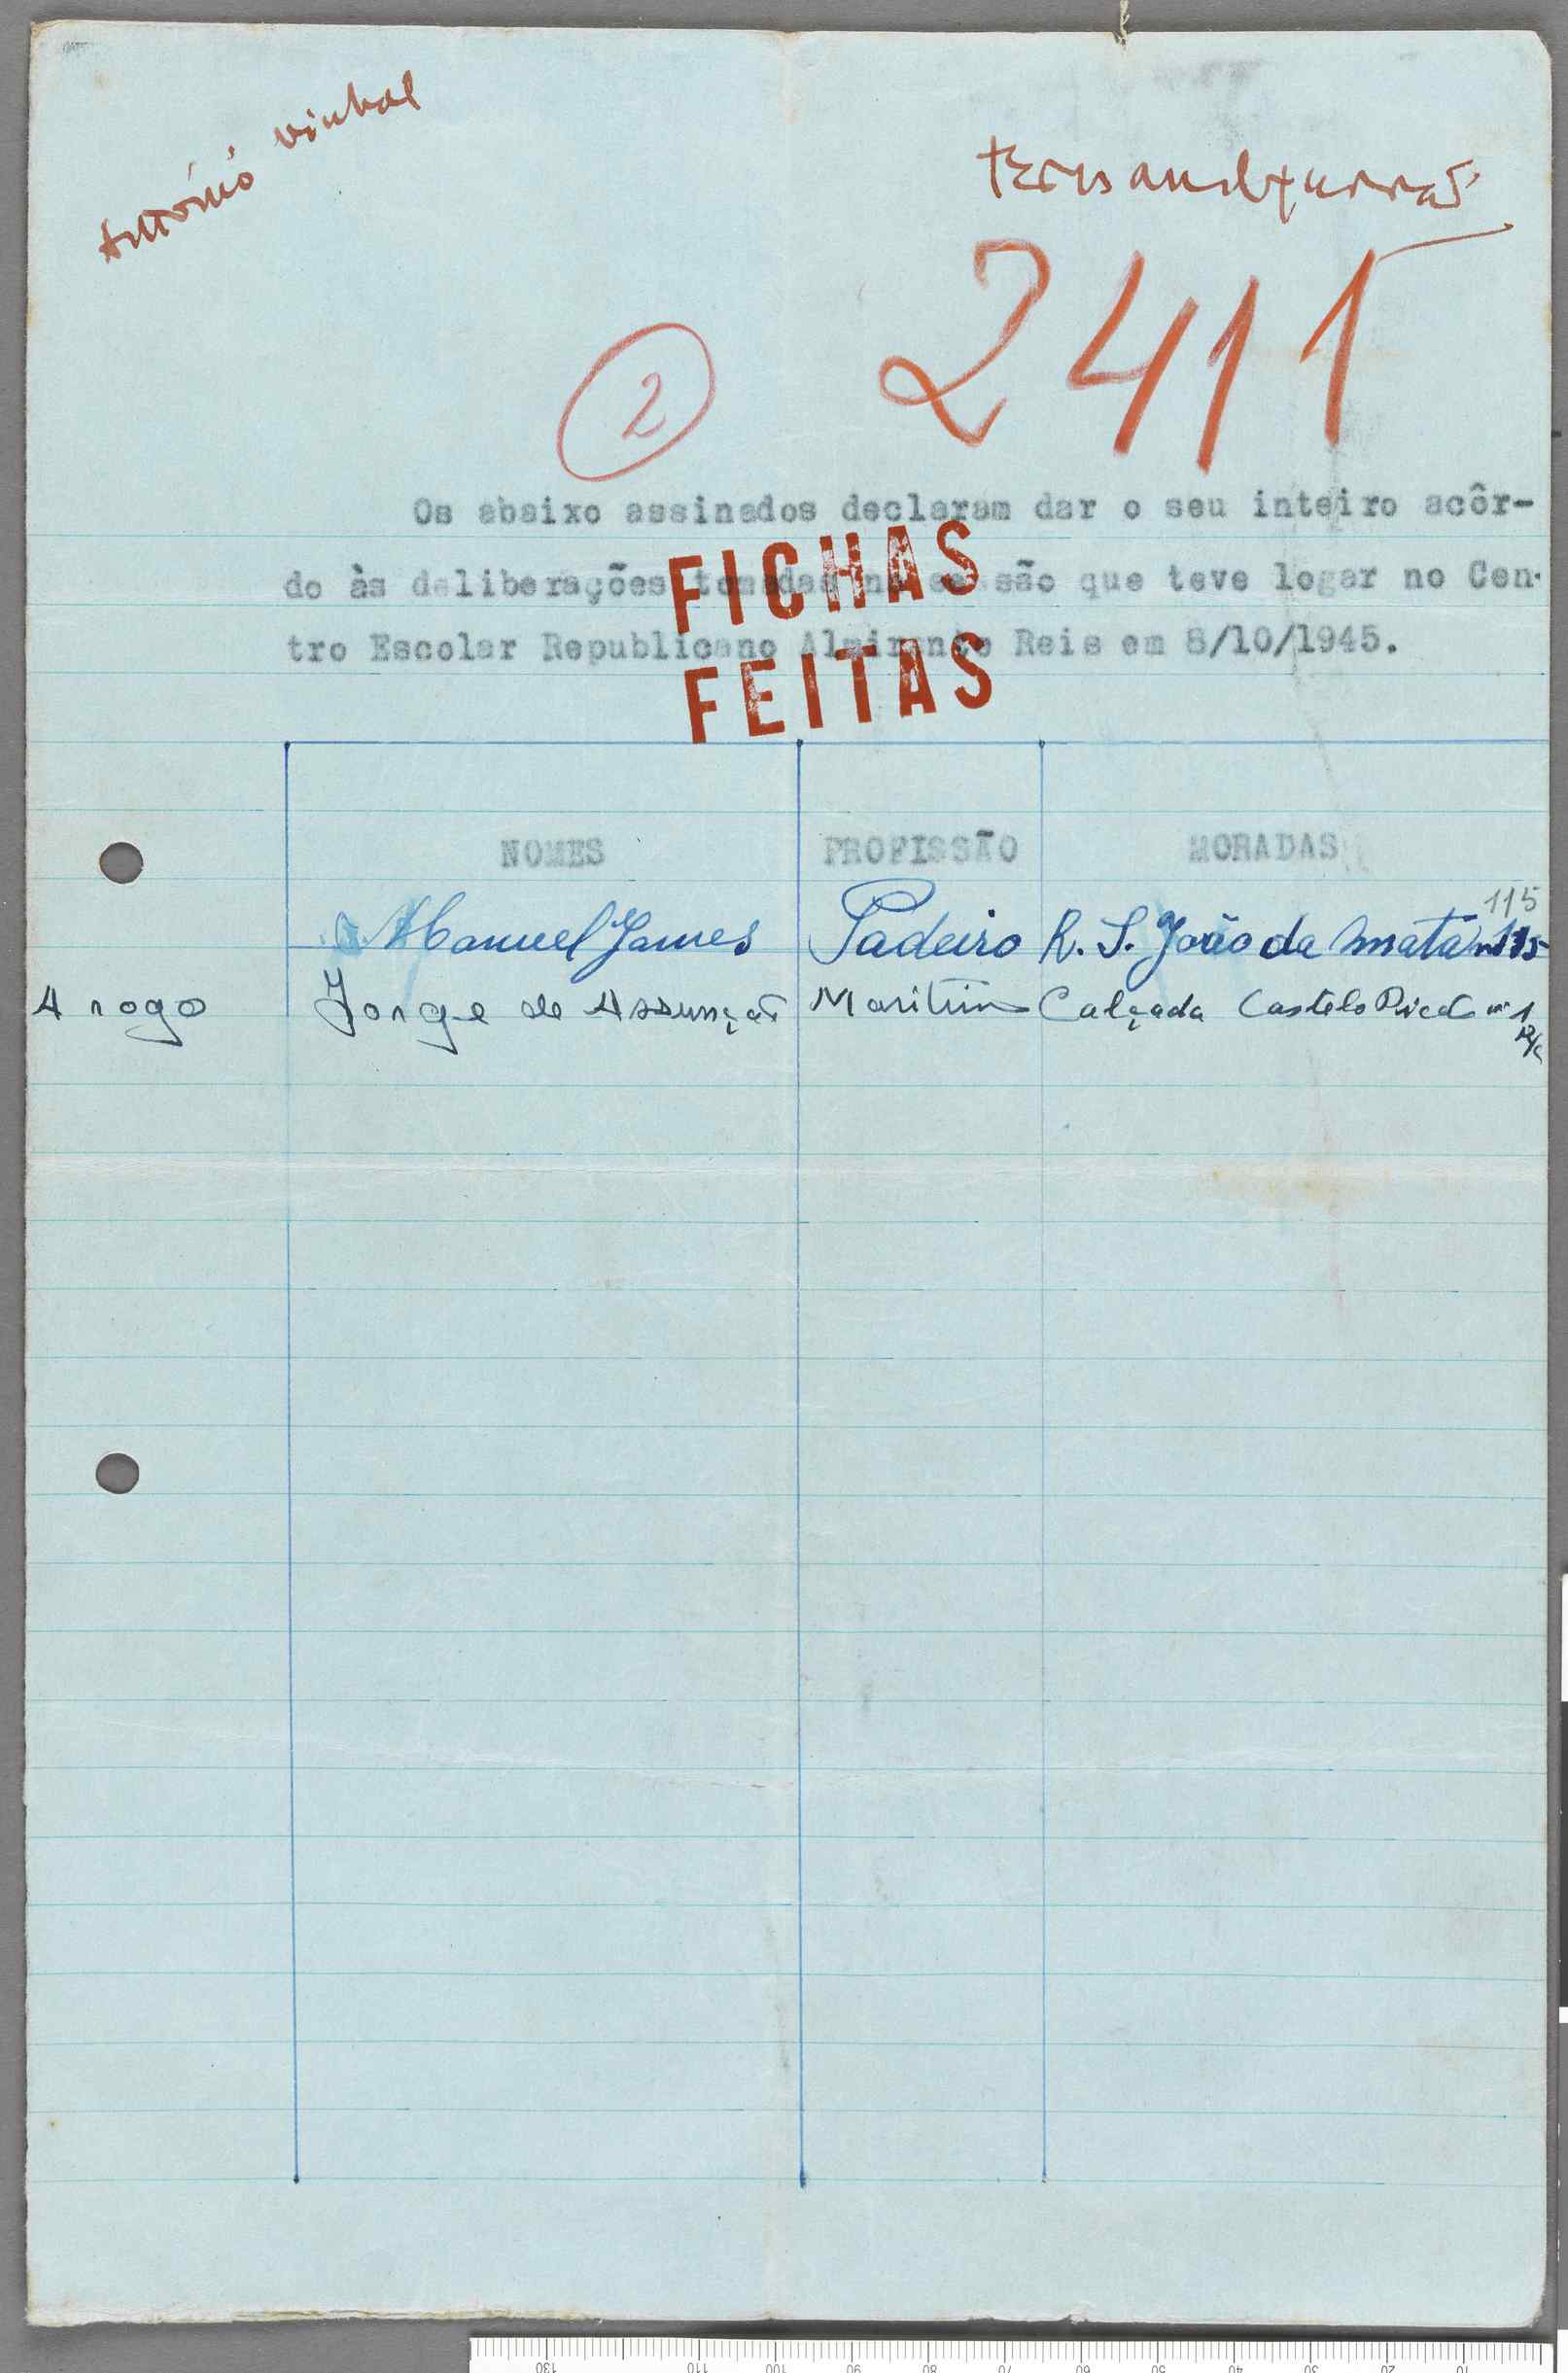 António vinhal
2411
2
Os abaixo assinados declaram dar o seu inteiro acôr-
do às deliberações tomadas na sessão que teve logar no Cen-
tro Escolar Republicano Almirante Reis em 8/10/1945.
FICHAS
FEITAS
NOMES PROFISSÃO MORADAS
115
Manuel James Padeiro R. S. João da Mata nº 115
A rogo Jorge de Assunção Maritimo Calçada Castelo Picão nº 1
R/c